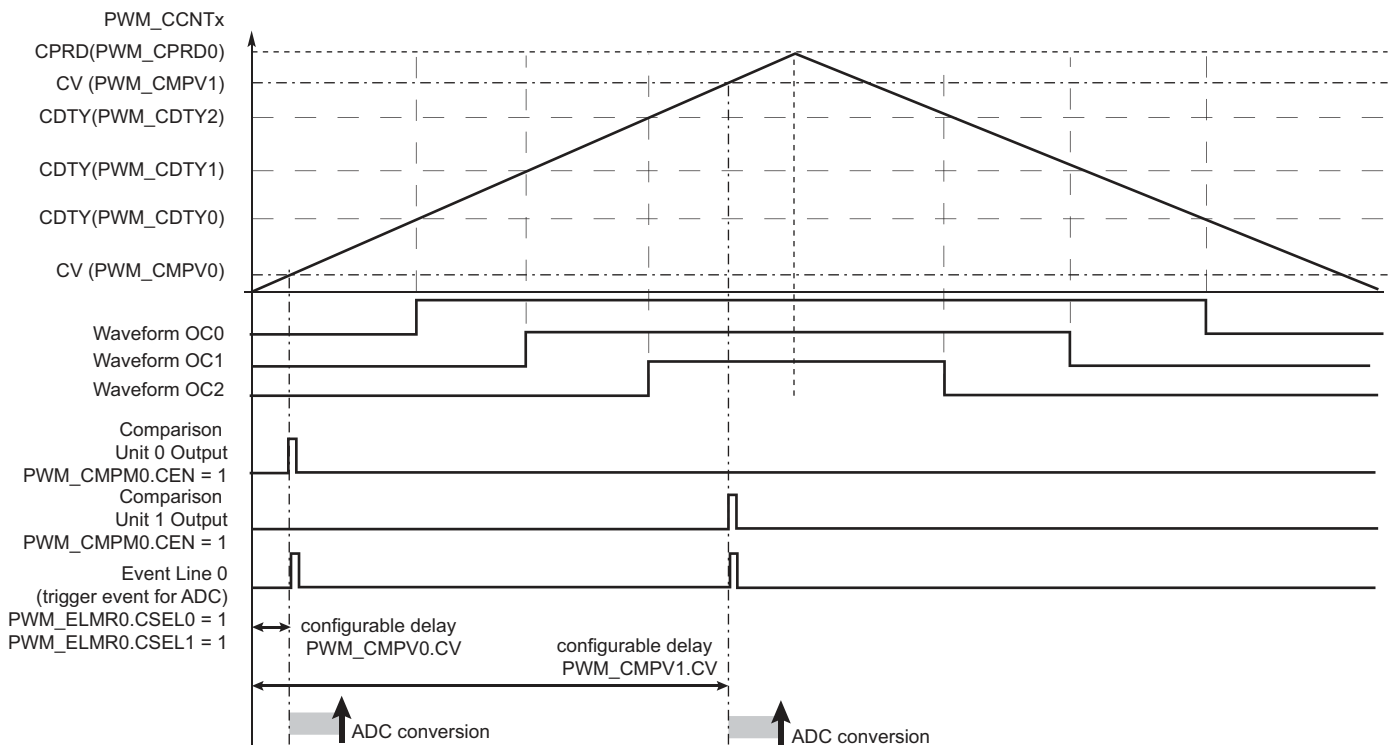 PWM_CCNTx
CPRD(PWM_CPRD0)
CV (PWM_CMPV1)
CDTY(PWM_CDTY2)
CDTY(PWM_CDTY1)
CDTY(PWM_CDTY0)
CV (PWM_CMPV0)
Waveform OC0
Waveform OC1
Waveform OC2
Comparison
Unit 0 Output
PWM_CMPM0.CEN = 1
Comparison
Unit 1 Output
PWM_CMPM0.CEN = 1
Event Line 0
(trigger event for ADC)
PWM_ELMR0.CSEL0 = 1
PWM_ELMR0.CSEL1 = 1
configurable delay
PWM_CMPV0.CV
configurable delay
PWM_CMPV1.CV
ADC conversion
ADC conversion